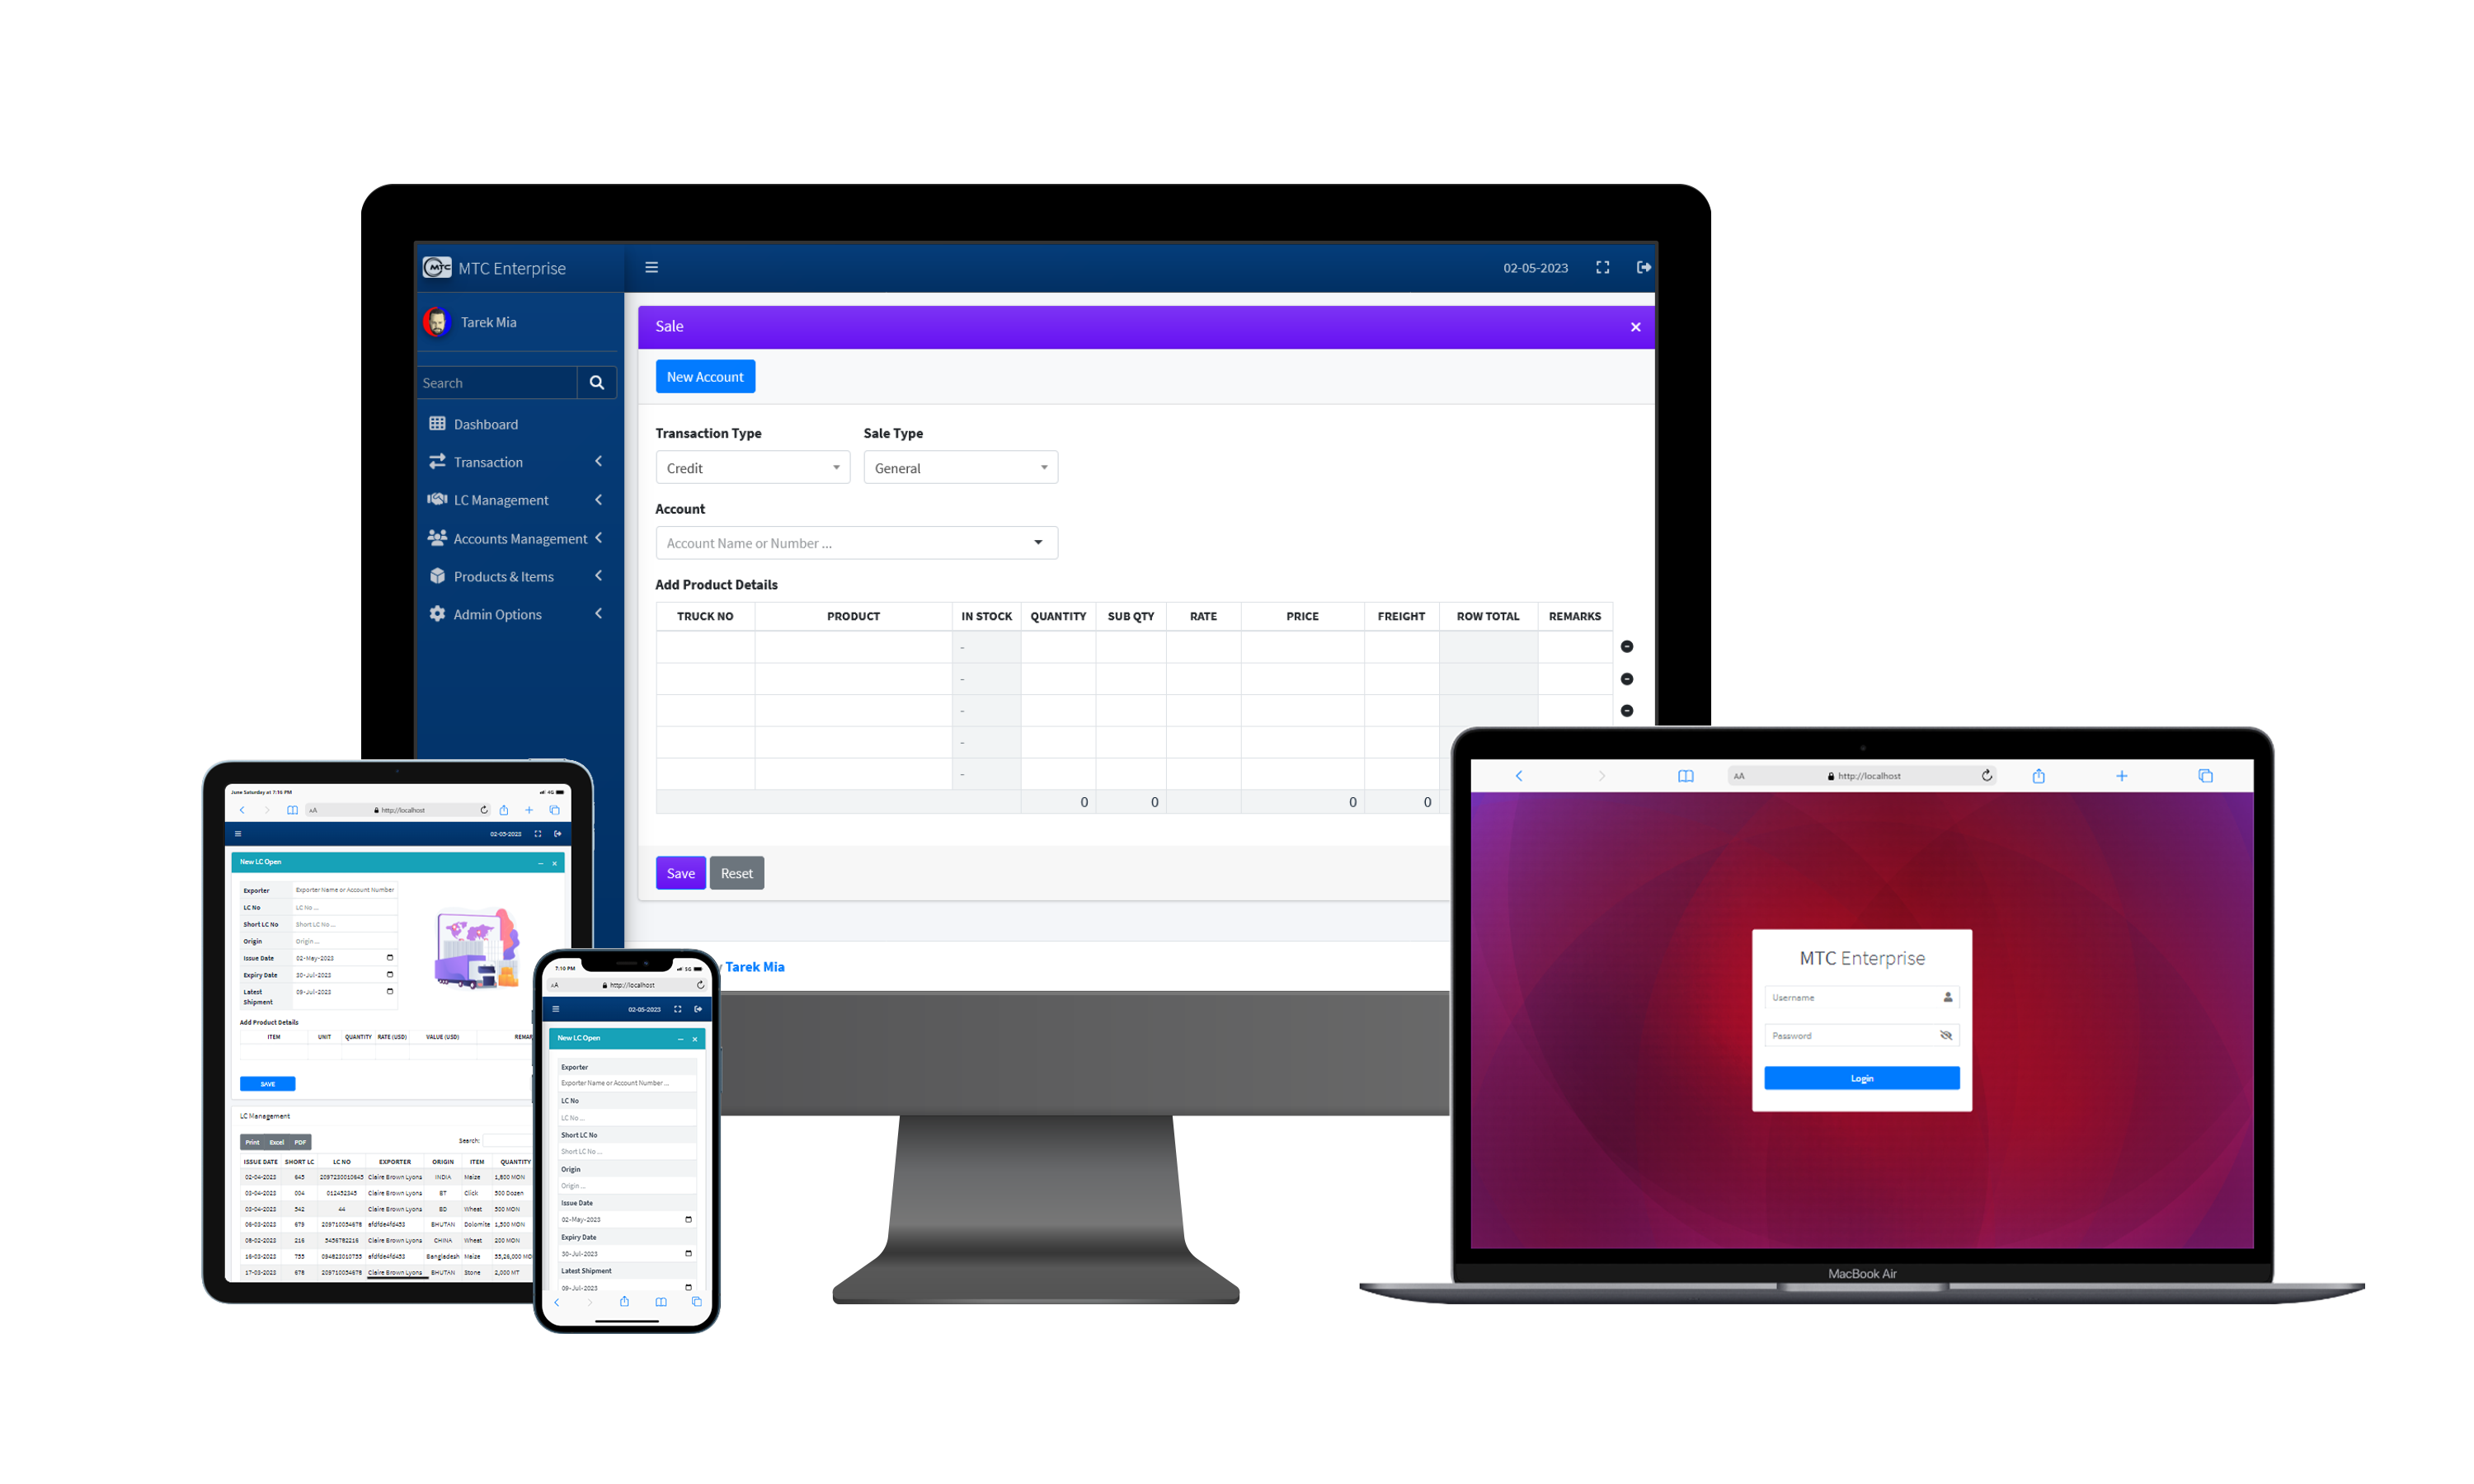 MTC Enterprise
02-05-2023
Tarek Mia
Search
Dashboard
Transaction
LC Management
Accounts Management
Products & Items
Admin Options
Sale
New Account
Transaction Type Sale Type
Credit General
Account
Account Name or Number ...
Add Product Details
TRUCK NO PRODUCT IN STOCK QUANTITY SUB QTY RATE PRICE FREIGHT ROW TOTAL REMARKS
-
-
-
-
-
0 0 0 0
Save Reset
Tarek Mia
June Saturday at 7:16 PM 4G
AA http://localhost
02-05-2023
New LC Open
Exporter Exporter Name or Account Number
LC No LC No ...
Short LC No Short LC No ...
Origin Origin ...
Issue Date 02-May-2023
Expiry Date 30-Jul-2023
Latest Shipment 09-Jul-2023
Add Product Details
ITEM UNIT QUANTITY RATE (USD) VALUE (USD) REMAR
SAVE
LC Management
Print Excel PDF Search:
ISSUE DATE SHORT LC LC NO EXPORTER ORIGIN ITEM QUANTITY
02-04-2023 645 2097230010645 Claire Brown Lyons INDIA Maize 1,800 MON
03-04-2023 004 012452345 Claire Brown Lyons BT Click 500 Dozen
03-04-2023 542 44 Claire Brown Lyons BD Wheat 500 MON
06-03-2023 679 209710054678 afdfde4fd453 BHUTAN Dolomite 1,500 MON
08-02-2023 216 5456782216 Claire Brown Lyons CHINA Wheat 200 MON
16-03-2023 755 094823010755 afdfde4fd453 Bangladesh Maize 55,26,000 MO
17-03-2023 678 209710054678 Claire Brown Lyons BHUTAN Stone 2,000 MT
7:10 PM 5G
AA http://localhost
02-05-2023
New LC Open
Exporter
Exporter Name or Account Number ...
LC No
LC No ...
Short LC No
Short LC No ...
Origin
Origin ...
Issue Date
02-May-2023
Expiry Date
30-Jul-2023
Latest Shipment
09-Jul-2023
AA http://localhost
MTC Enterprise
Username
Password
Login
MacBook Air